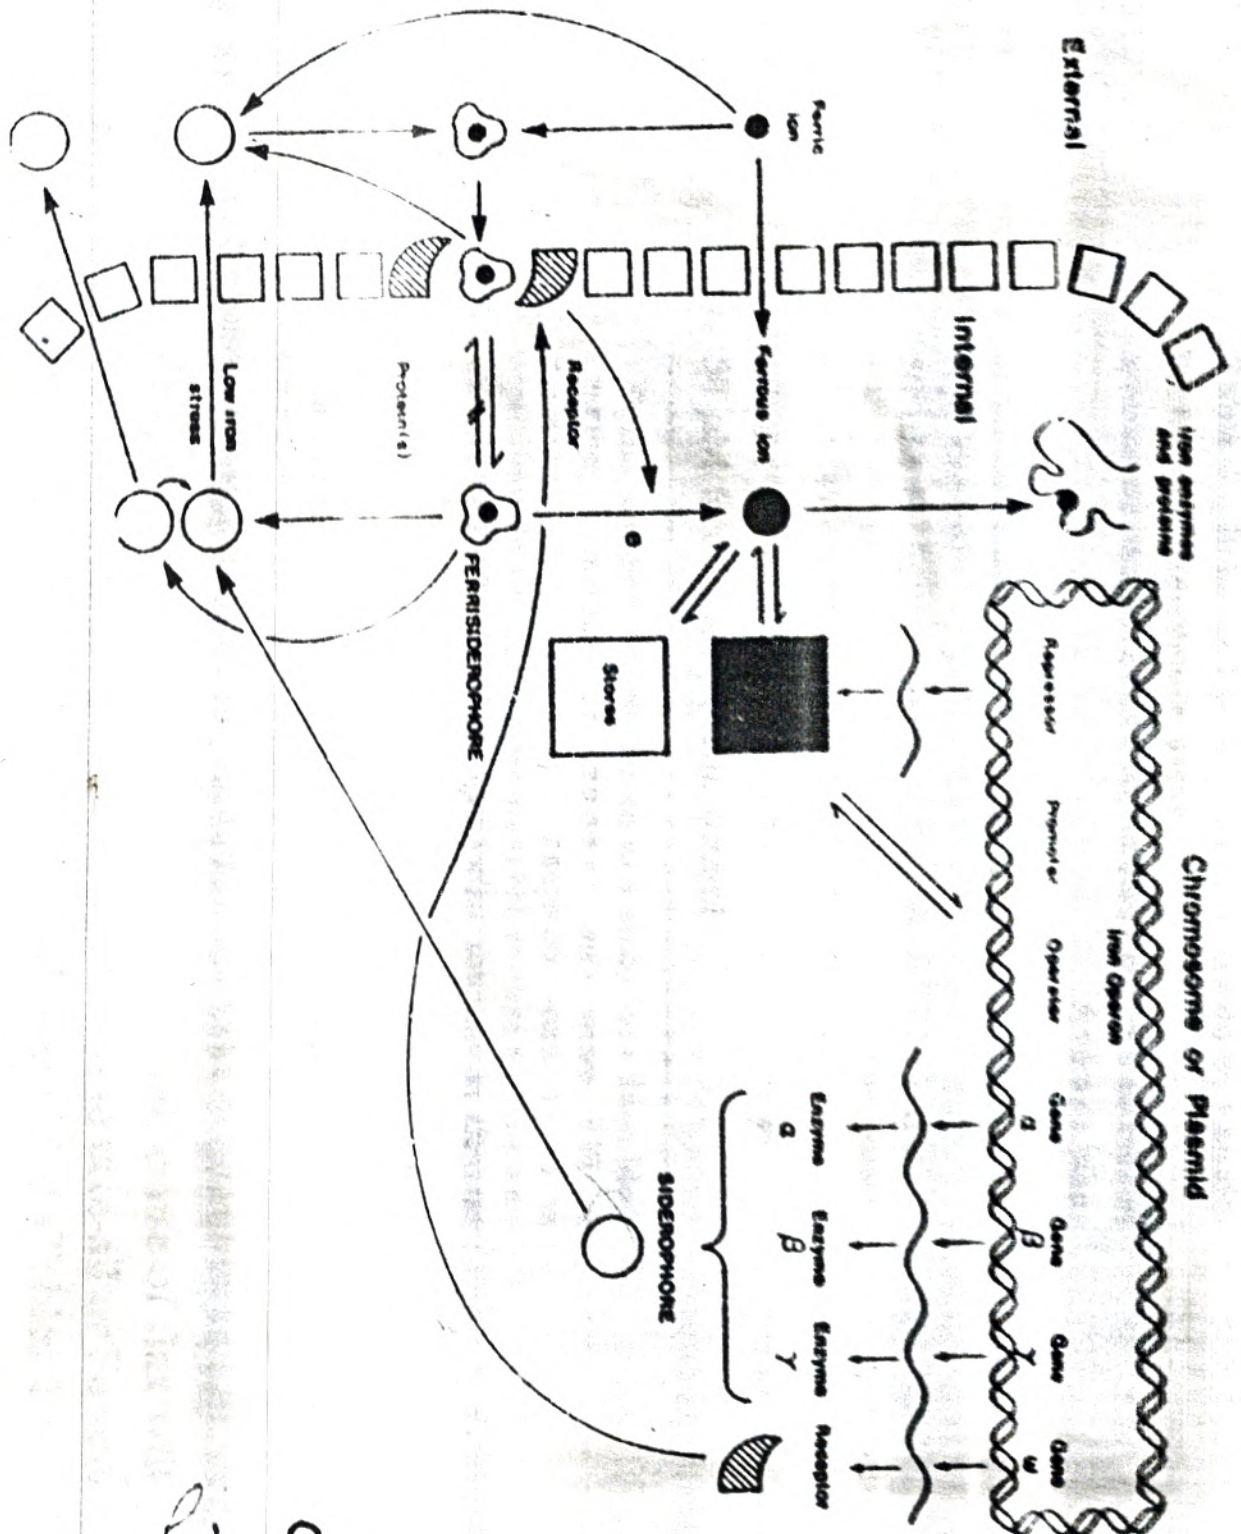 External
Ferric
ion
Internal
Iron enzymes
and proteins
Ferrous ion
Receptor
Protein(s)
Low iron
stress
e
FERRISIDEROPHORE
Stores
Chromosome or Plasmid
Iron Operon
Repressor
Promoter
Operator
Gene
α
Gene
β
Gene
γ
Gene
ω
Enzyme
α
Enzyme
β
Enzyme
γ
Receptor
SIDEROPHORE